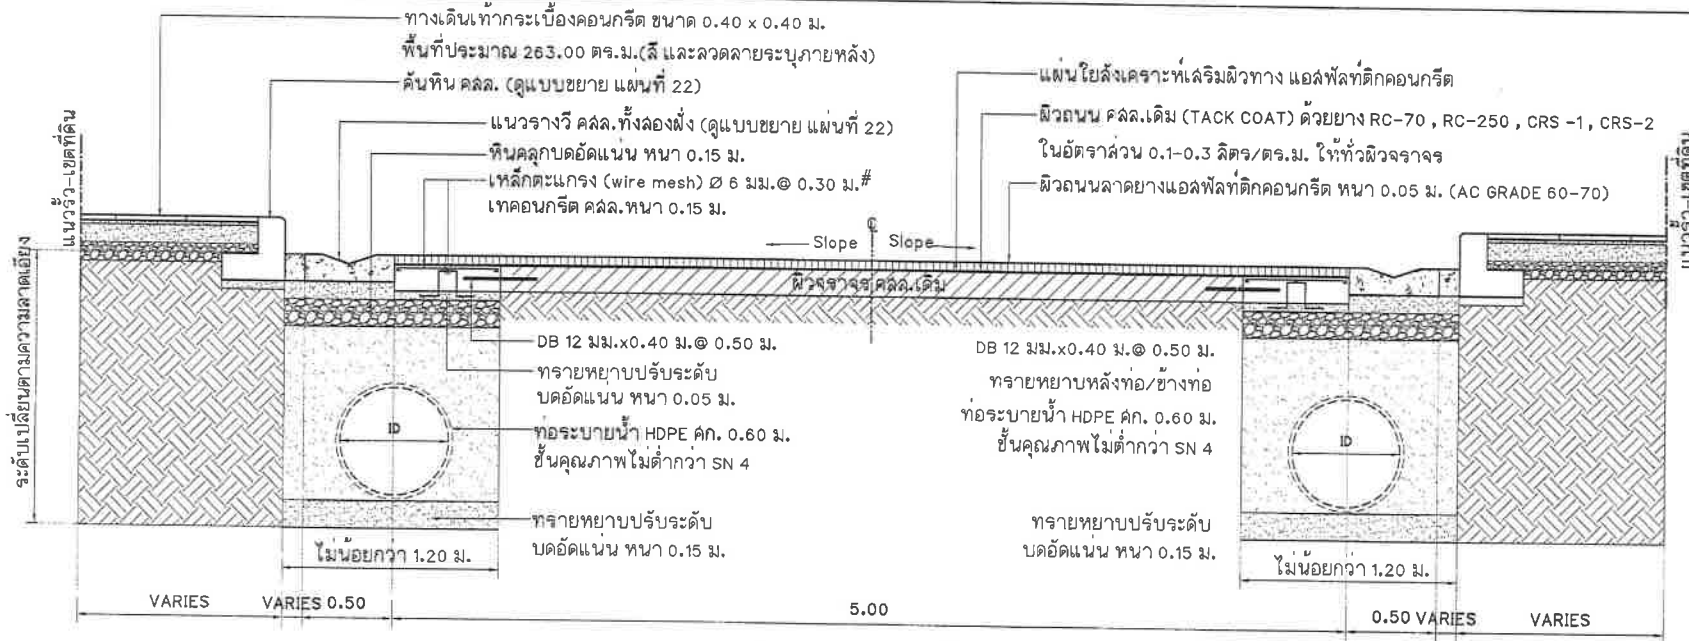 ทางเดินเท้ากระเบื้องคอนกรีต ขนาด 0.40 x 0.40 ม.
พื้นที่ประมาณ 263.00 ตร.ม.(สี และลวดลายระบุภายหลัง)
คันหิน คสล. (ดูแบบขยาย แผ่นที่ 22)
แนวรางวี คสล.ทั้งสองฝั่ง (ดูแบบขยาย แผ่นที่ 22)
หินคลุกบดอัดแน่น หนา 0.15 ม.
เหล็กตะแกรง (wire mesh) Ø 6 มม.@ 0.30 ม.#
เทคอนกรีต คสล.หนา 0.15 ม.
แผ่นใยสังเคราะห์เสริมผิวทาง แอสฟัลท์ติกคอนกรีต
ผิวถนน คสล.เดิม (TACK COAT) ด้วยยาง RC-70 , RC-250 , CRS -1, CRS-2
ในอัตราส่วน 0.1-0.3 ลิตร/ตร.ม. ให้ทั่วผิวจราจร
ผิวถนนลาดยางแอสฟัลท์ติกคอนกรีต หนา 0.05 ม. (AC GRADE 60-70)
แนวรั้ว-เขตที่ดิน
แนวรั้ว-เขตที่ดิน
ระดับเปลี่ยนตามความลาดเอียง
℄
Slope
Slope
ผิวจราจร คสล.เดิม
DB 12 มม.x0.40 ม.@ 0.50 ม.
ทรายหยาบปรับระดับ
บดอัดแน่น หนา 0.05 ม.
ท่อระบายน้ำ HDPE ศก. 0.60 ม.
ชั้นคุณภาพไม่ต่ำกว่า SN 4
ทรายหยาบปรับระดับ
บดอัดแน่น หนา 0.15 ม.
DB 12 มม.x0.40 ม.@ 0.50 ม.
ทรายหยาบหลังท่อ/ข้างท่อ
ท่อระบายน้ำ HDPE ศก. 0.60 ม.
ชั้นคุณภาพไม่ต่ำกว่า SN 4
ทรายหยาบปรับระดับ
บดอัดแน่น หนา 0.15 ม.
ID
ID
ไม่น้อยกว่า 1.20 ม.
ไม่น้อยกว่า 1.20 ม.
VARIES
VARIES 0.50
5.00
0.50 VARIES
VARIES